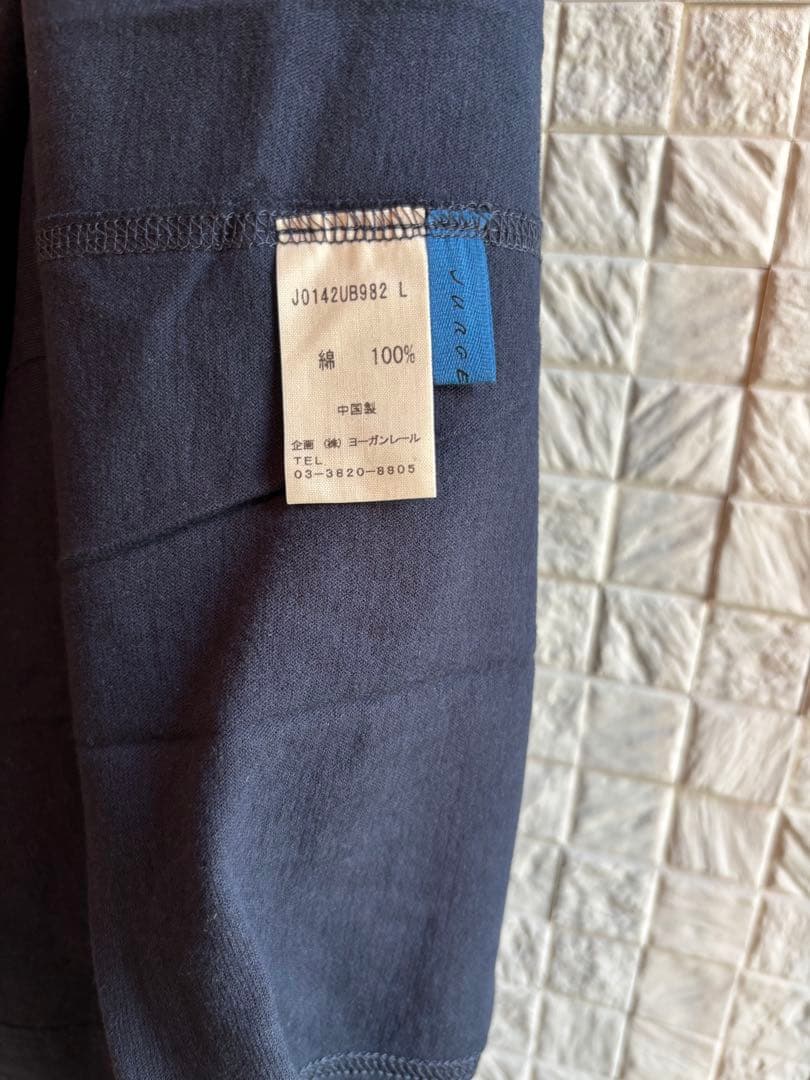 J0142UB982 L
綿 100%
中国製
企画 (株) ヨーガンレール
TEL
03-3820-8805
JURGE